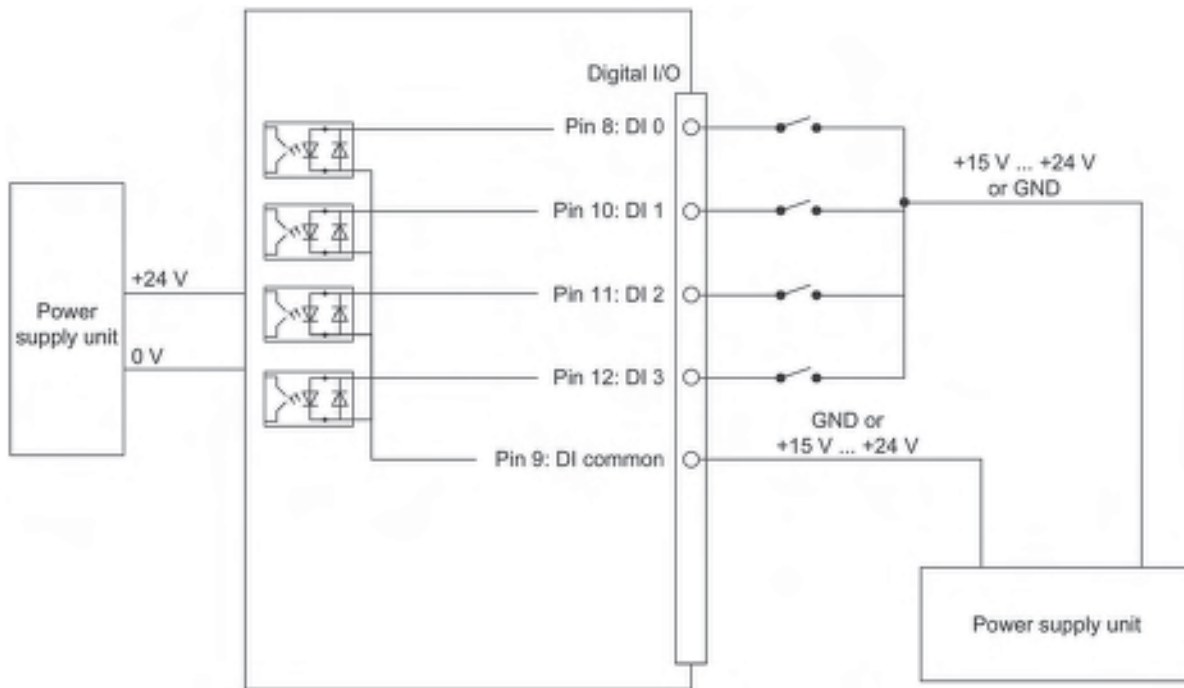 Digital I/O
Pin 8: DI 0
+15 V ... +24 V
or GND
Pin 10: DI 1
+24 V
Pin 11: DI 2
Power
supply unit
0 V
Pin 12: DI 3
GND or
+15 V ... +24 V
Pin 9: DI common
Power supply unit